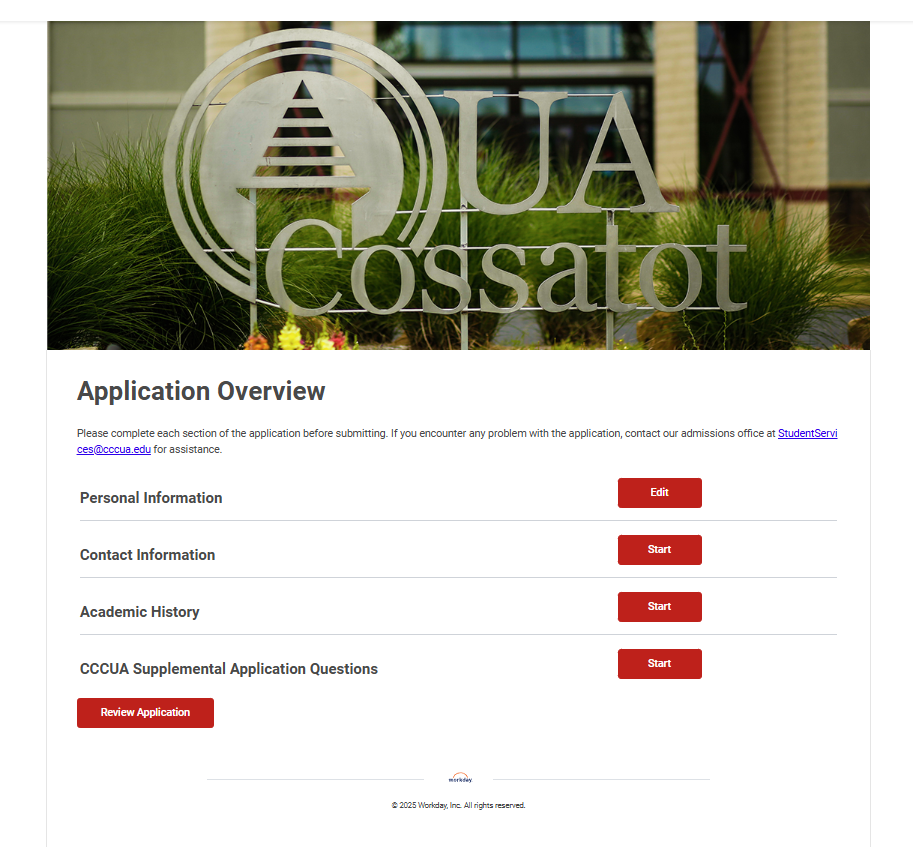 UA
Cossatot
Application Overview
Please complete each section of the application before submitting. If you encounter any problem with the application, contact our admissions office at StudentServi
ces@cccua.edu for assistance.
Personal Information
Edit
Contact Information
Start
Academic History
Start
CCCUA Supplemental Application Questions
Start
Review Application
workday
© 2025 Workday, Inc. All rights reserved.